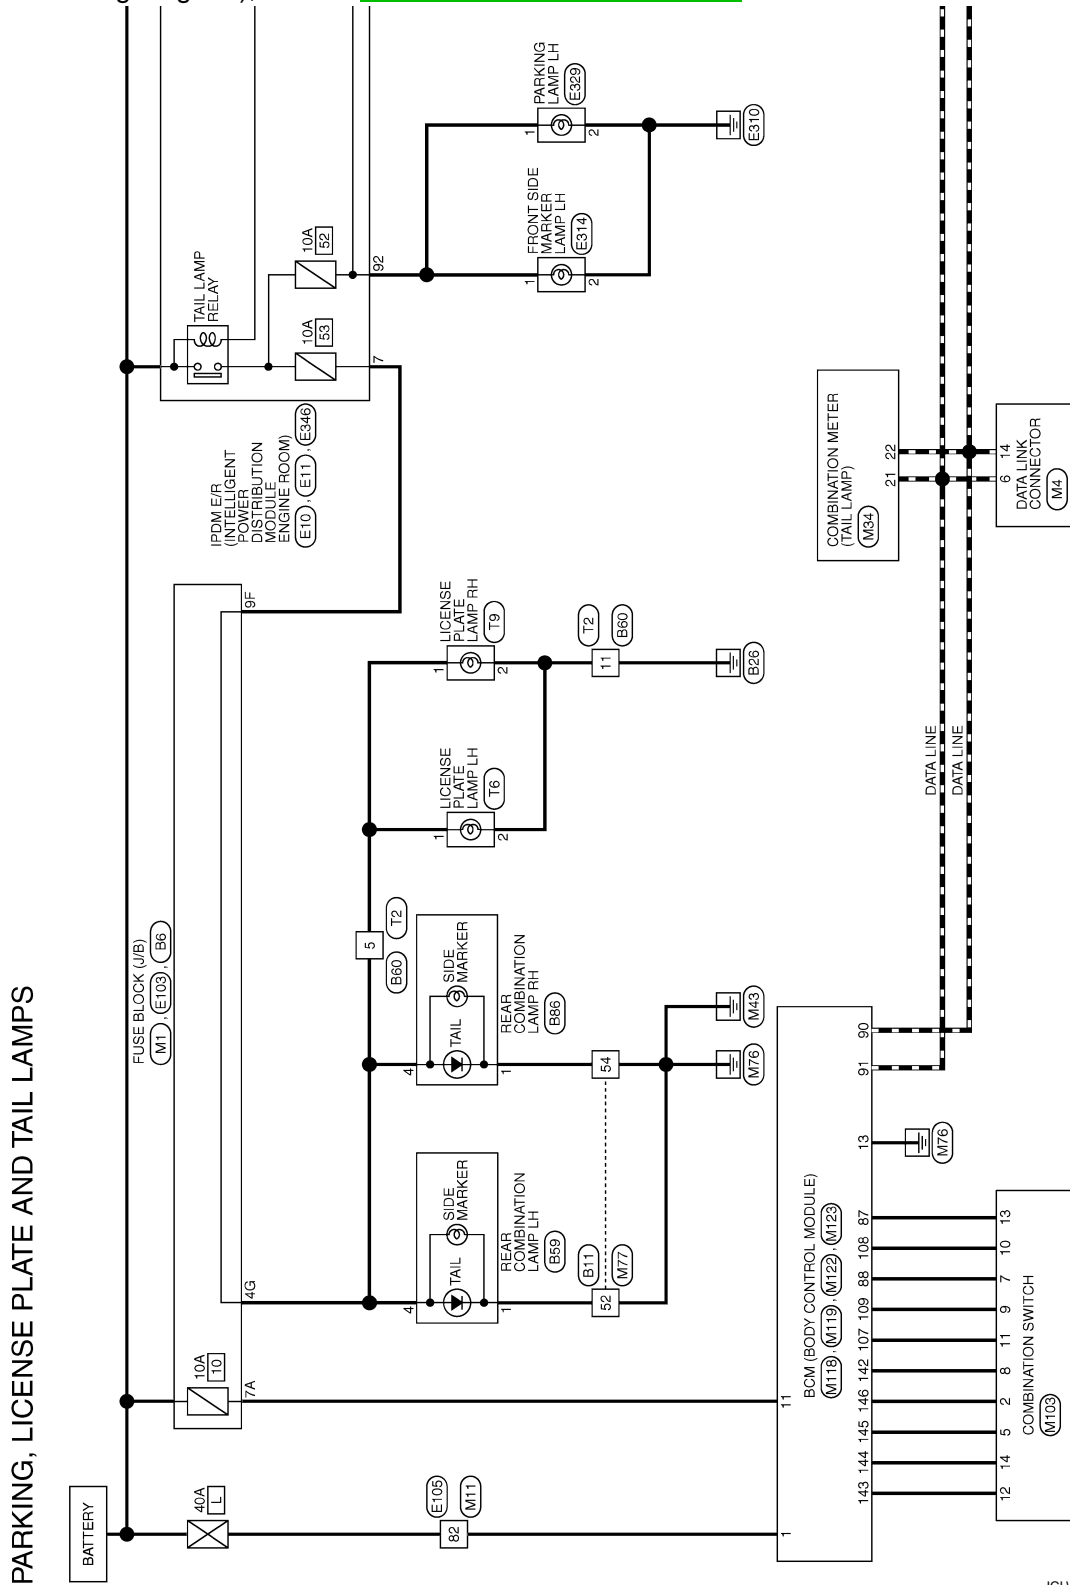 PARKING, LICENSE PLATE AND TAIL LAMPS
BATTERY
40A
L
82
E105
M11
1
FUSE BLOCK (J/B)
M1 , E103 , B6
10A
10
7A
11
4G
9F
4
TAIL
SIDE
MARKER
1
REAR
COMBINATION
LAMP LH
B59
52
B11
M77
4
TAIL
SIDE
MARKER
1
REAR
COMBINATION
LAMP RH
B86
54
M76
M43
5
B60
T2
LICENSE
PLATE
LAMP LH
T6
1
2
LICENSE
PLATE
LAMP RH
T9
1
2
11
T2
B60
B26
IPDM E/R
(INTELLIGENT
POWER
DISTRIBUTION
MODULE
ENGINE ROOM)
E10 , E11 , E346
TAIL LAMP
RELAY
10A
53
7
10A
52
92
FRONT SIDE
MARKER
LAMP LH
E314
1
2
PARKING
LAMP LH
E329
1
2
E310
BCM (BODY CONTROL MODULE)
M118 , M119 , M122 , M123
143 144 145 146 142 107 109 88 108 87 13 91 90
M76
12 14 5 2 8 11 9 7 10 13
COMBINATION SWITCH
M103
DATA LINE
DATA LINE
COMBINATION METER
(TAIL LAMP)
M34
21 22
6 14
DATA LINK
CONNECTOR
M4